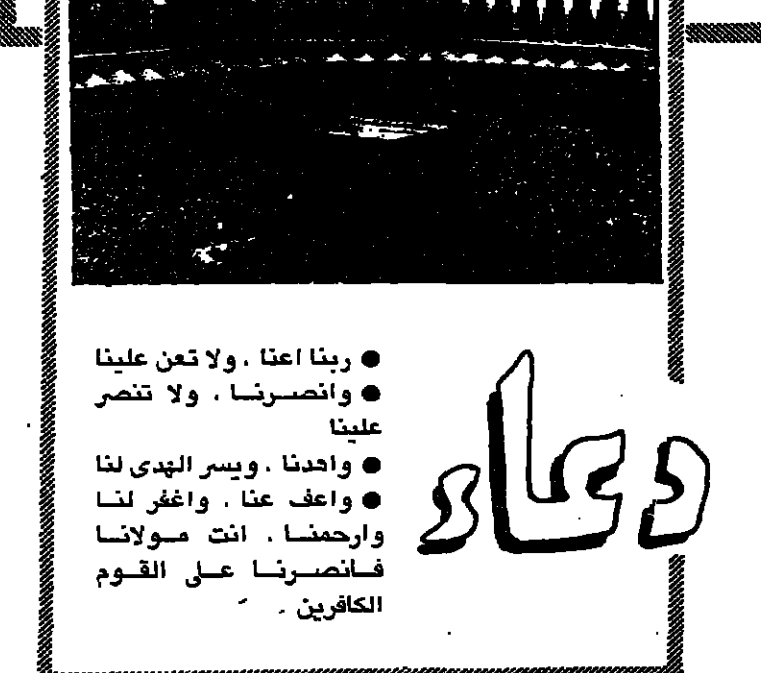 دعاء
● ربنا اعنا . ولا تعن علينا
● وانصرنا . ولا تنصر
علينا
● واهدنا . ويسر الهدى لنا
● واعف عنا . واغفر لنا
وارحمنا . انت مولانا
فانصرنا على القوم
الكافرين .